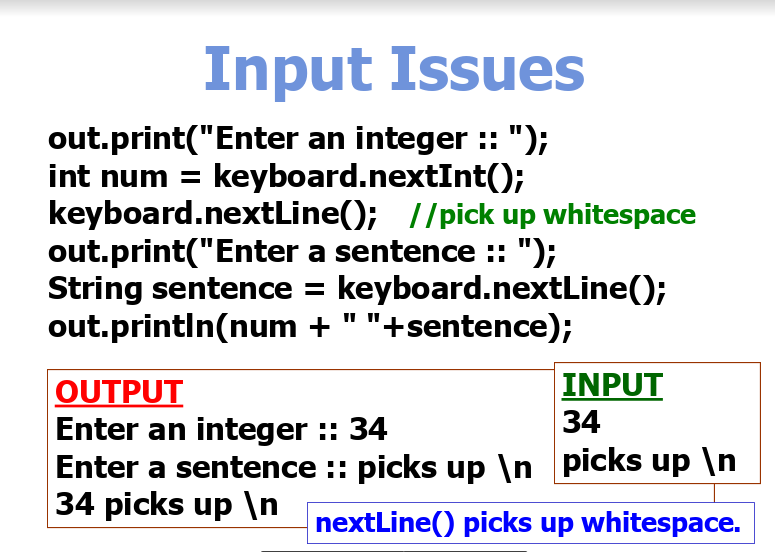 Input Issues
out.print("Enter an integer :: ");
int num = keyboard.nextInt();
keyboard.nextLine();   //pick up whitespace
out.print("Enter a sentence :: ");
String sentence = keyboard.nextLine();
out.println(num + " "+sentence);
OUTPUT
Enter an integer :: 34
Enter a sentence :: picks up \n
34 picks up \n
INPUT
34
picks up \n
nextLine() picks up whitespace.